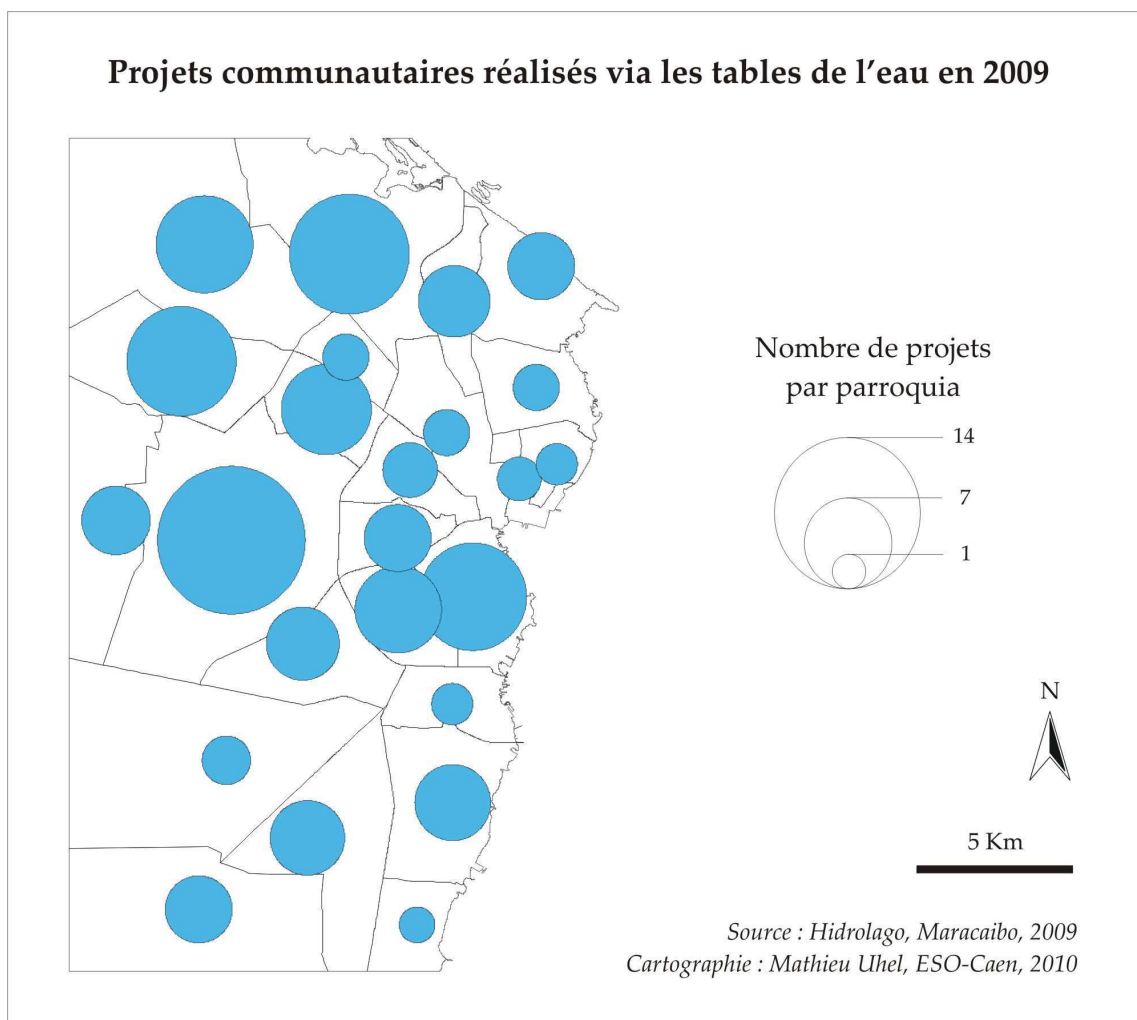 Projets communautaires réalisés via les tables de l’eau en 2009
Nombre de projets
par parroquia
14
7
1
N
5 Km
Source : Hidrolago, Maracaibo, 2009
Cartographie : Mathieu Uhel, ESO-Caen, 2010